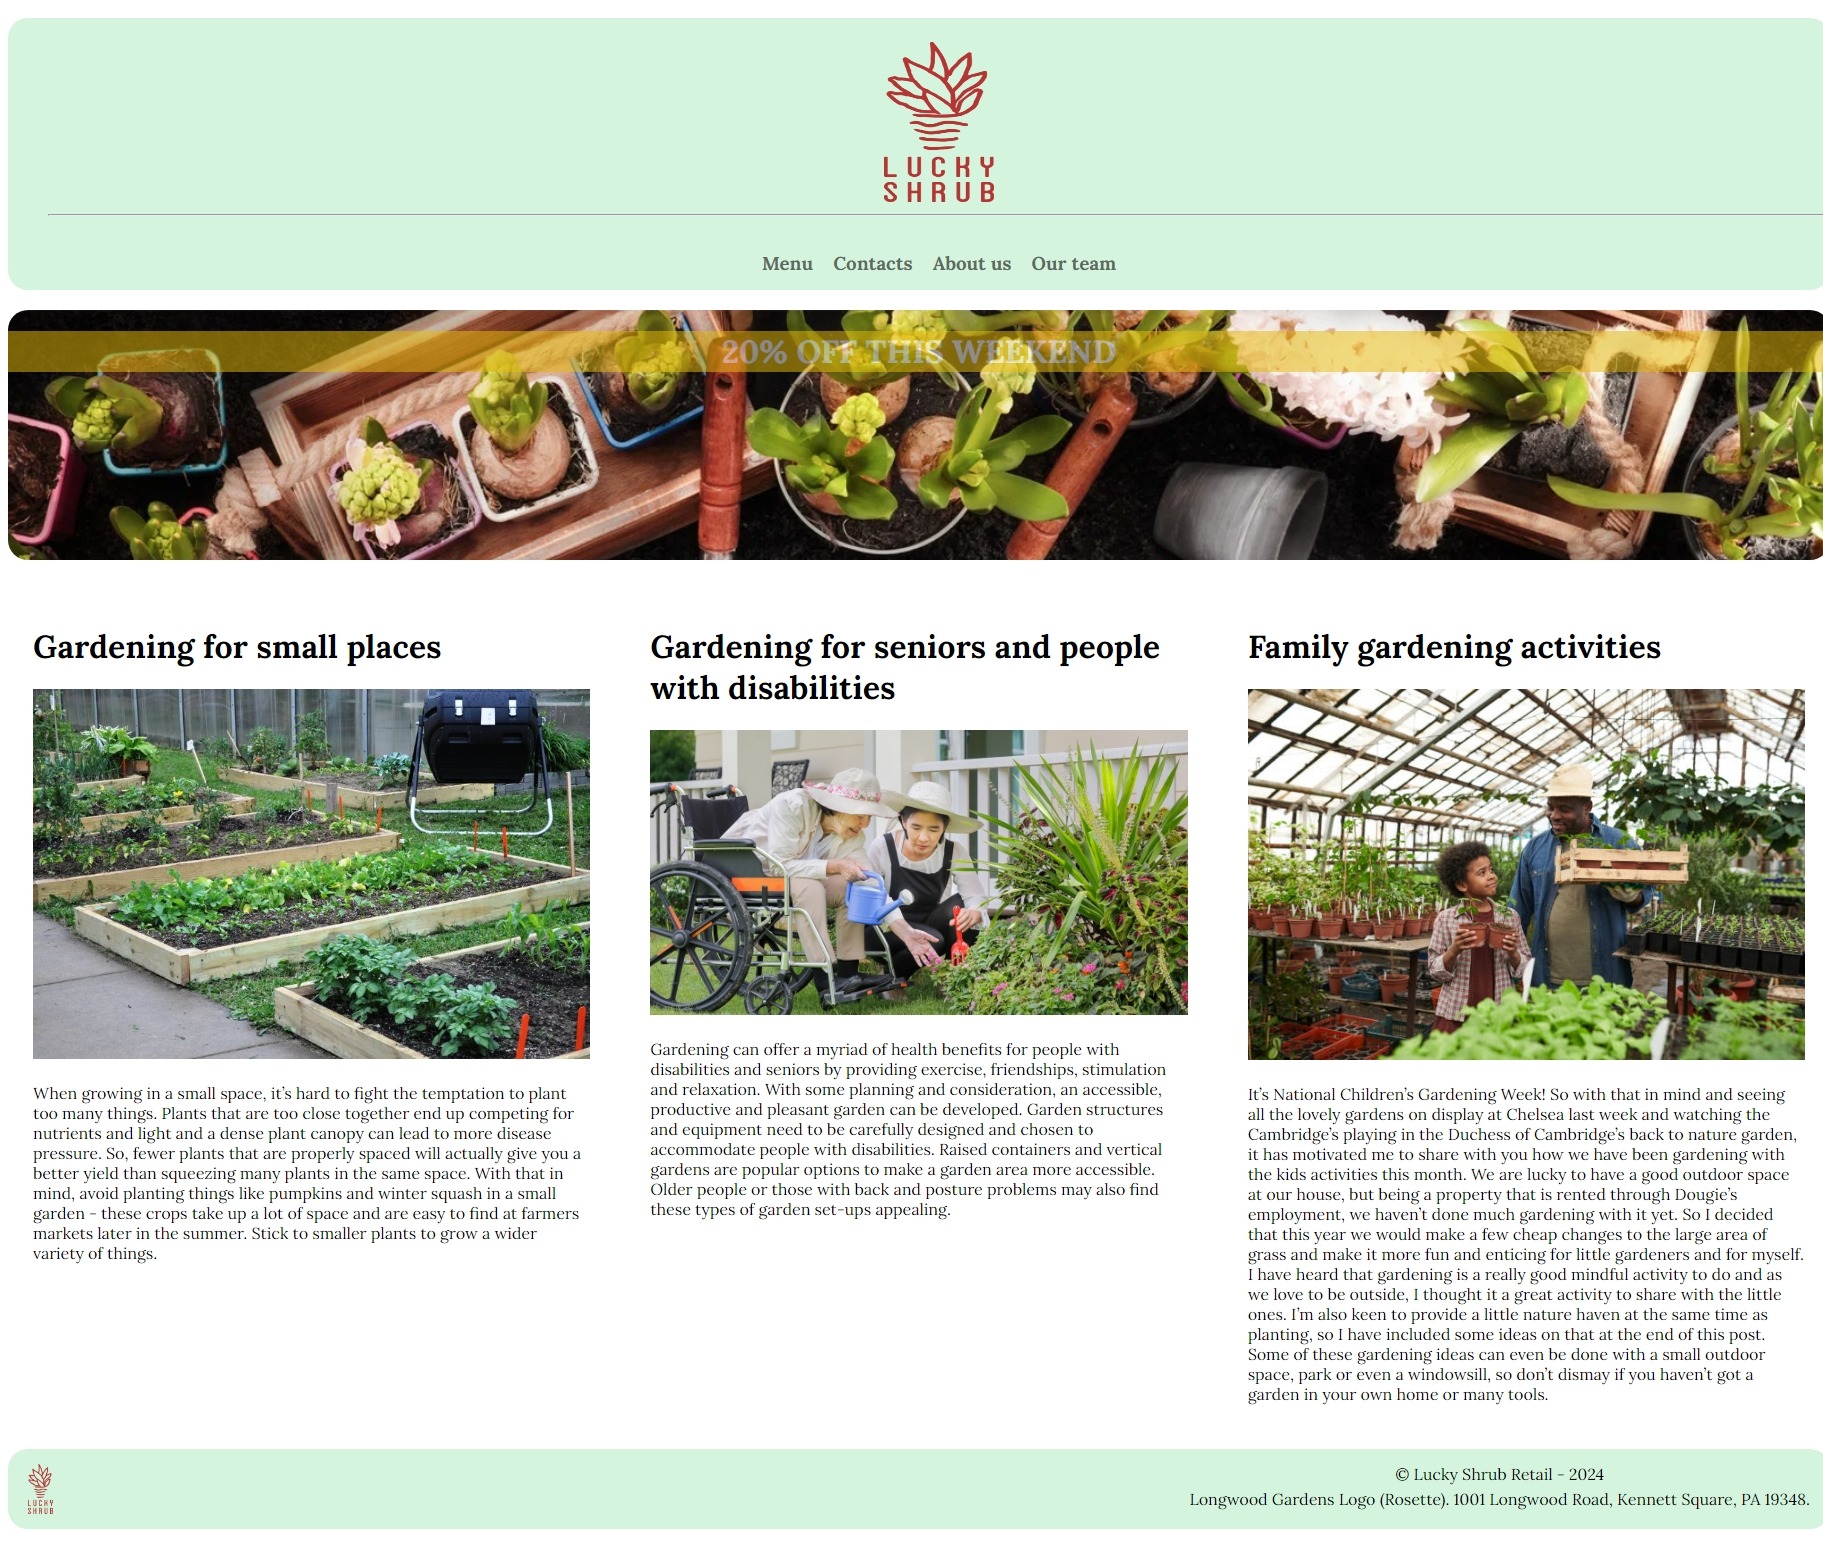 LUCKY
SHRUB
Menu Contacts About us Our team
20% OFF THIS WEEKEND
Gardening for small places
When growing in a small space, it’s hard to fight the temptation to plant
too many things. Plants that are too close together end up competing for
nutrients and light and a dense plant canopy can lead to more disease
pressure. So, fewer plants that are properly spaced will actually give you a
better yield than squeezing many plants in the same space. With that in
mind, avoid planting things like pumpkins and winter squash in a small
garden - these crops take up a lot of space and are easy to find at farmers
markets later in the summer. Stick to smaller plants to grow a wider
variety of things.
Gardening for seniors and people
with disabilities
Gardening can offer a myriad of health benefits for people with
disabilities and seniors by providing exercise, friendships, stimulation
and relaxation. With some planning and consideration, an accessible,
productive and pleasant garden can be developed. Garden structures
and equipment need to be carefully designed and chosen to
accommodate people with disabilities. Raised containers and vertical
gardens are popular options to make a garden area more accessible.
Older people or those with back and posture problems may also find
these types of garden set-ups appealing.
Family gardening activities
It’s National Children’s Gardening Week! So with that in mind and seeing
all the lovely gardens on display at Chelsea last week and watching the
Cambridge’s playing in the Duchess of Cambridge’s back to nature garden,
it has motivated me to share with you how we have been gardening with
the kids activities this month. We are lucky to have a good outdoor space
at our house, but being a property that is rented through Dougie’s
employment, we haven’t done much gardening with it yet. So I decided
that this year we would make a few cheap changes to the large area of
grass and make it more fun and enticing for little gardeners and for myself.
I have heard that gardening is a really good mindful activity to do and as
we love to be outside, I thought it a great activity to share with the little
ones. I’m also keen to provide a little nature haven at the same time as
planting, so I have included some ideas on that at the end of this post.
Some of these gardening ideas can even be done with a small outdoor
space, park or even a windowsill, so don’t dismay if you haven’t got a
garden in your own home or many tools.
LUCKY
SHRUB
© Lucky Shrub Retail - 2024
Longwood Gardens Logo (Rosette). 1001 Longwood Road, Kennett Square, PA 19348.